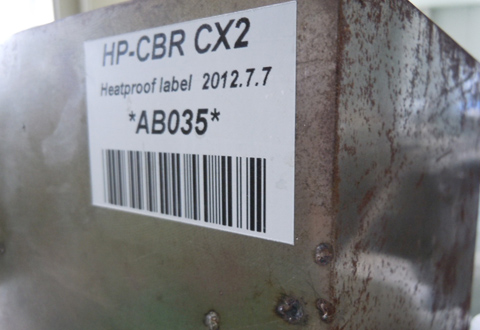 HP-CBR CX2
Heatproof label 2012.7.7
*AB035*